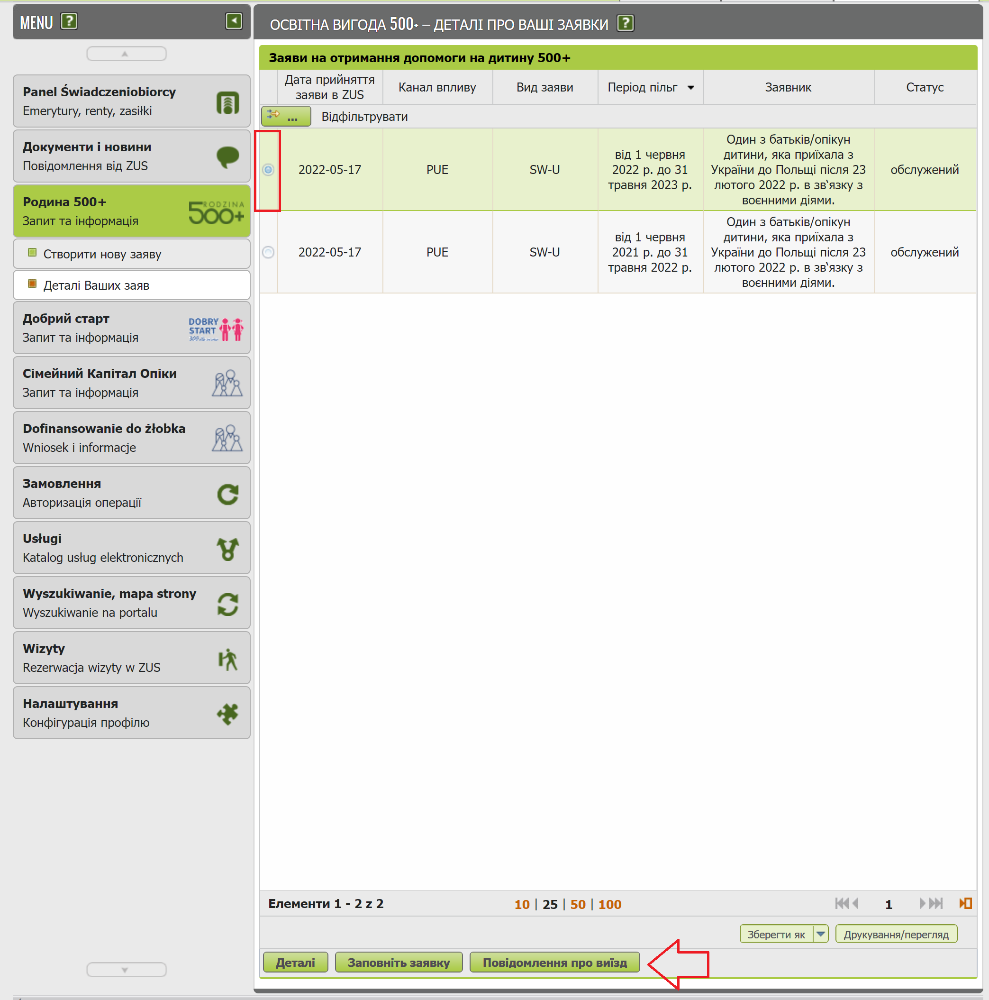 MENU ?
Panel Świadczeniobiorcy
Emerytury, renty, zasiłki
Документи і новини
Повідомлення від ZUS
Родина 500+
Запит та інформація
RODZINA
500+
Створити нову заяву
Деталі Ваших заяв
Добрий старт
Запит та інформація
DOBRY
START
Сімейний Капітал Опіки
Запит та інформація
Dofinansowanie do żłobka
Wniosek i informacje
Замовлення
Авторизація операції
Usługi
Katalog usług elektronicznych
Wyszukiwanie, mapa strony
Wyszukiwanie na portalu
Wizyty
Rezerwacja wizyty w ZUS
Налаштування
Конфігурація профілю
ОСВІТНА ВИГОДА 500+ – ДЕТАЛІ ПРО ВАШІ ЗАЯВКИ ?
Заяви на отримання допомоги на дитину 500+
Дата прийняття
заяви в ZUS
Канал впливу
Вид заяви
Період пільг
Заявник
Статус
... Відфільтрувати
2022-05-17
PUE
SW-U
від 1 червня
2022 р. до 31
травня 2023 р.
Один з батьків/опікун
дитини, яка приїхала з
України до Польщі після 23
лютого 2022 р. в зв‛язку з
воєнними діями.
обслужений
2022-05-17
PUE
SW-U
від 1 червня
2021 р. до 31
травня 2022 р.
Один з батьків/опікун
дитини, яка приїхала з
України до Польщі після 23
лютого 2022 р. в зв‛язку з
воєнними діями.
обслужений
Елементи 1 - 2 z 2
10 | 25 | 50 | 100
1
Зберегти як
Друкування/перегляд
Деталі
Заповніть заявку
Повідомлення про виїзд